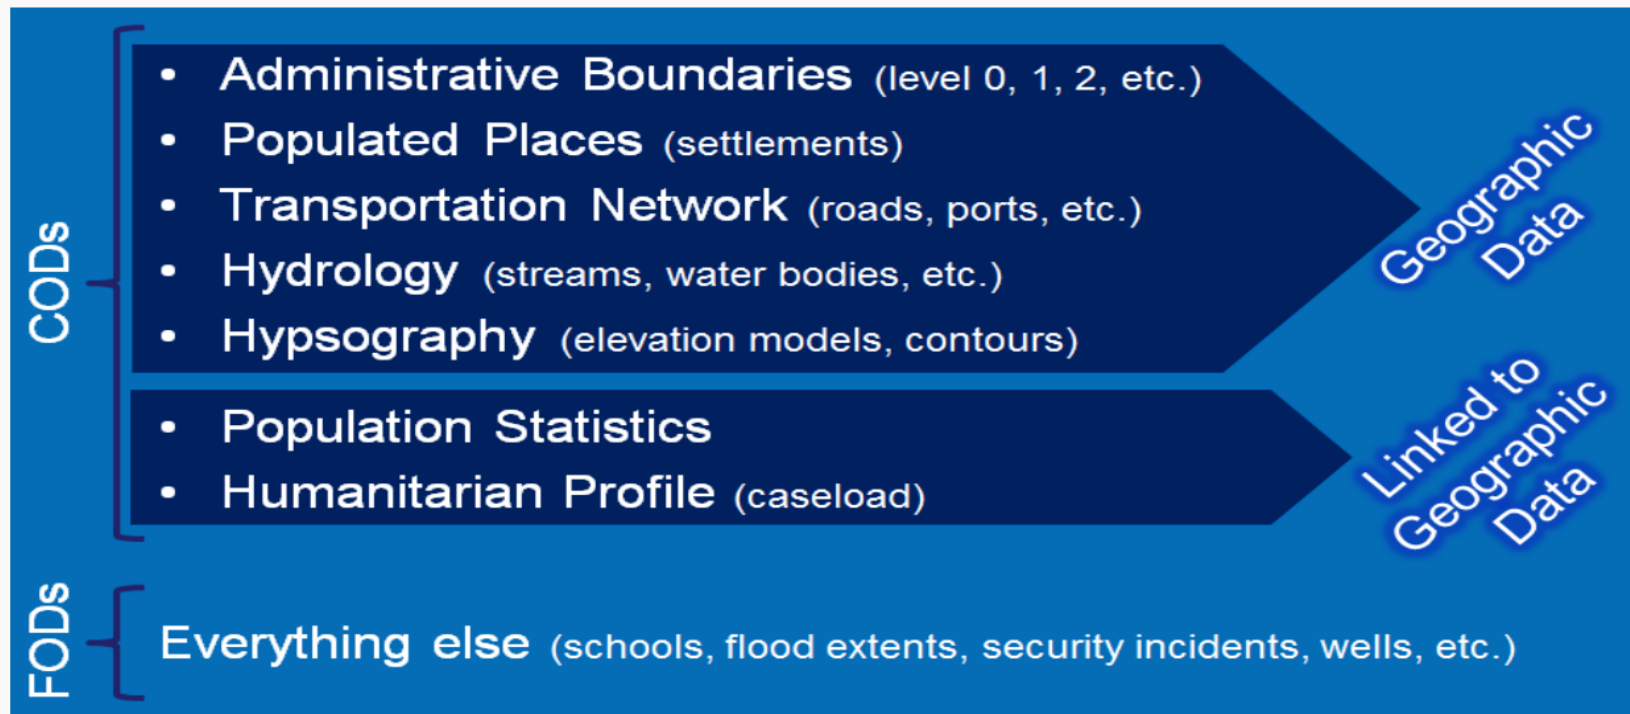 CODs
• Administrative Boundaries (level 0, 1, 2, etc.)
• Populated Places (settlements)
• Transportation Network (roads, ports, etc.)
• Hydrology (streams, water bodies, etc.)
• Hypsography (elevation models, contours)
Geographic
Data
• Population Statistics
• Humanitarian Profile (caseload)
Linked to
Geographic
Data
FODs
Everything else (schools, flood extents, security incidents, wells, etc.)